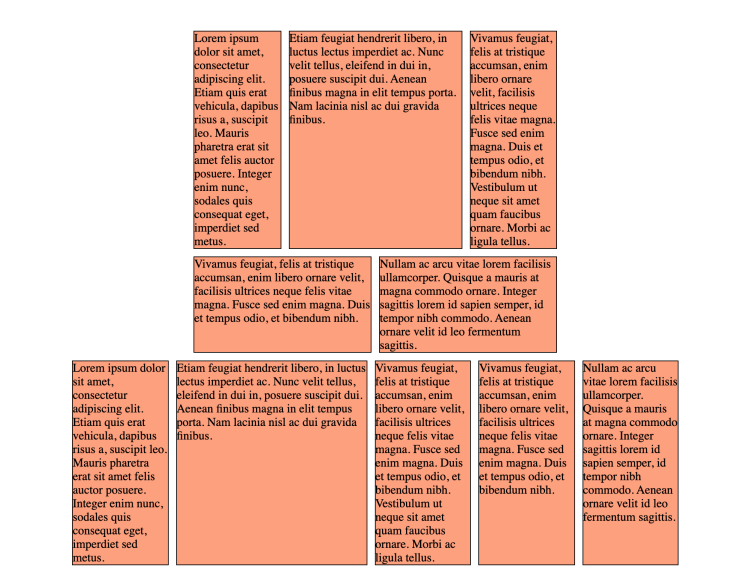 Lorem ipsum
dolor sit amet,
consectetur
adipiscing elit.
Etiam quis erat
vehicula, dapibus
risus a, suscipit
leo. Mauris
pharetra erat sit
amet felis auctor
posuere. Integer
enim nunc,
sodales quis
consequat eget,
imperdiet sed
metus.
Etiam feugiat hendrerit libero, in
luctus lectus imperdiet ac. Nunc
velit tellus, eleifend in dui in,
posuere suscipit dui. Aenean
finibus magna in elit tempus porta.
Nam lacinia nisl ac dui gravida
finibus.
Vivamus feugiat,
felis at tristique
accumsan, enim
libero ornare
velit, facilisis
ultrices neque
felis vitae magna.
Fusce sed enim
magna. Duis et
tempus odio, et
bibendum nibh.
Vestibulum ut
neque sit amet
quam faucibus
ornare. Morbi ac
ligula tellus.
Vivamus feugiat, felis at tristique
accumsan, enim libero ornare velit,
facilisis ultrices neque felis vitae
magna. Fusce sed enim magna. Duis
et tempus odio, et bibendum nibh.
Nullam ac arcu vitae lorem facilisis
ullamcorper. Quisque a mauris at
magna commodo ornare. Integer
sagittis lorem id sapien semper, id
tempor nibh commodo. Aenean
ornare velit id leo fermentum
sagittis.
Lorem ipsum dolor
sit amet,
consectetur
adipiscing elit.
Etiam quis erat
vehicula, dapibus
risus a, suscipit leo.
Mauris pharetra
erat sit amet felis
auctor posuere.
Integer enim nunc,
sodales quis
consequat eget,
imperdiet sed
metus.
Etiam feugiat hendrerit libero, in luctus
lectus imperdiet ac. Nunc velit tellus,
eleifend in dui in, posuere suscipit dui.
Aenean finibus magna in elit tempus
porta. Nam lacinia nisl ac dui gravida
finibus.
Vivamus feugiat,
felis at tristique
accumsan, enim
libero ornare velit,
facilisis ultrices
neque felis vitae
magna. Fusce sed
enim magna. Duis
et tempus odio, et
bibendum nibh.
Vestibulum ut
neque sit amet
quam faucibus
ornare. Morbi ac
ligula tellus.
Vivamus feugiat,
felis at tristique
accumsan, enim
libero ornare velit,
facilisis ultrices
neque felis vitae
magna. Fusce sed
enim magna. Duis
et tempus odio, et
bibendum nibh.
Nullam ac arcu
vitae lorem facilisis
ullamcorper.
Quisque a mauris
at magna commodo
ornare. Integer
sagittis lorem id
sapien semper, id
tempor nibh
commodo. Aenean
ornare velit id leo
fermentum sagittis.